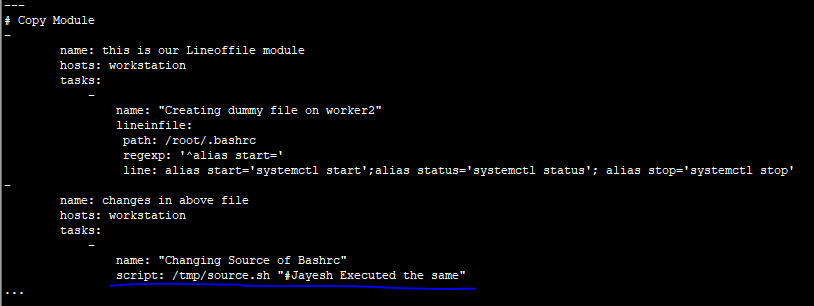 ---
# Copy Module
-
name: this is our Lineoffile module
hosts: workstation
tasks:
-
name: "Creating dummy file on worker2"
lineinfile:
path: /root/.bashrc
regexp: '^alias start='
line: alias start='systemctl start';alias status='systemctl status'; alias stop='systemctl stop'
-
name: changes in above file
hosts: workstation
tasks:
-
name: "Changing Source of Bashrc"
script: /tmp/source.sh "#Jayesh Executed the same"
...